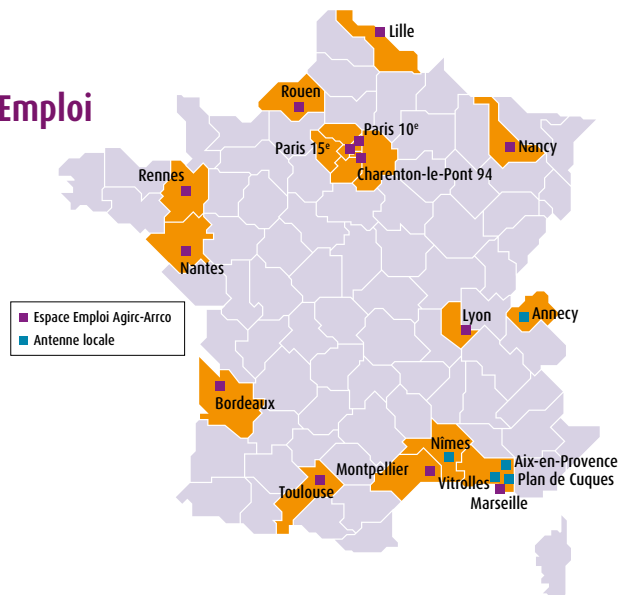 Lille
Emploi
Rouen
Paris 10e
Paris 15e
Nancy
Charenton-le-Pont 94
Rennes
Nantes
Espace Emploi Agirc-Arrco
Antenne locale
Lyon
Annecy
Bordeaux
Nîmes
Montpellier
Aix-en-Provence
Vitrolles
Plan de Cuques
Toulouse
Marseille